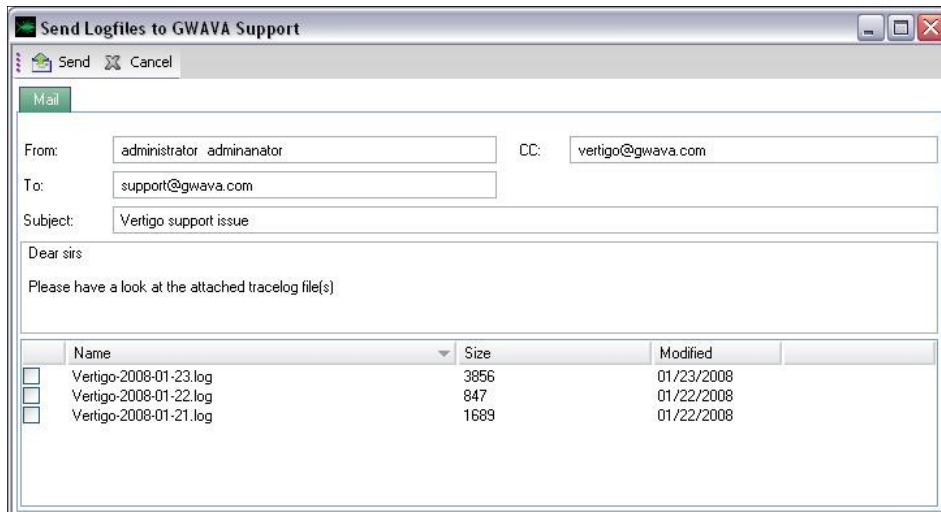 Send Logfiles to GWAVA Support
Send Cancel
Mail
From: administrator adminanator CC: vertigo@gwava.com
To: support@gwava.com
Subject: Vertigo support issue
Dear sirs
Please have a look at the attached tracelog file(s)
Name Size Modified
Vertigo-2008-01-23.log 3856 01/23/2008
Vertigo-2008-01-22.log 847 01/22/2008
Vertigo-2008-01-21.log 1689 01/22/2008